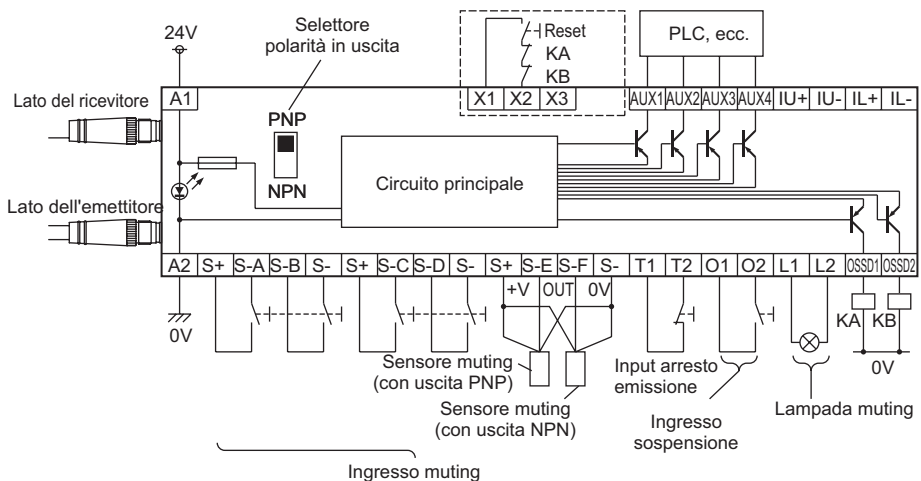 24V
Selettore
polarità in uscita
Reset
KA
KB
PLC, ecc.
Lato del ricevitore
A1 X1 X2 X3 AUX1 AUX2 AUX3 AUX4 IU+ IU- IL+ IL-
PNP
NPN
Circuito principale
Lato dell'emettitore
A2 S+ S-A S-B S- S+ S-C S-D S- S+ S-E S-F S- T1 T2 O1 O2 L1 L2 OSSD1 OSSD2
0V
+V OUT 0V
KA KB
0V
Sensore muting
(con uscita PNP)
Sensore muting
(con uscita NPN)
Input arresto
emissione
Ingresso
sospensione
Lampada muting
Ingresso muting